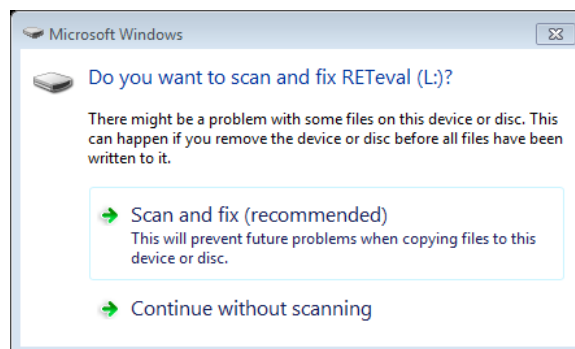 Microsoft Windows
Do you want to scan and fix RETeval (L:)?
There might be a problem with some files on this device or disc. This
can happen if you remove the device or disc before all files have been
written to it.
Scan and fix (recommended)
This will prevent future problems when copying files to this
device or disc.
Continue without scanning